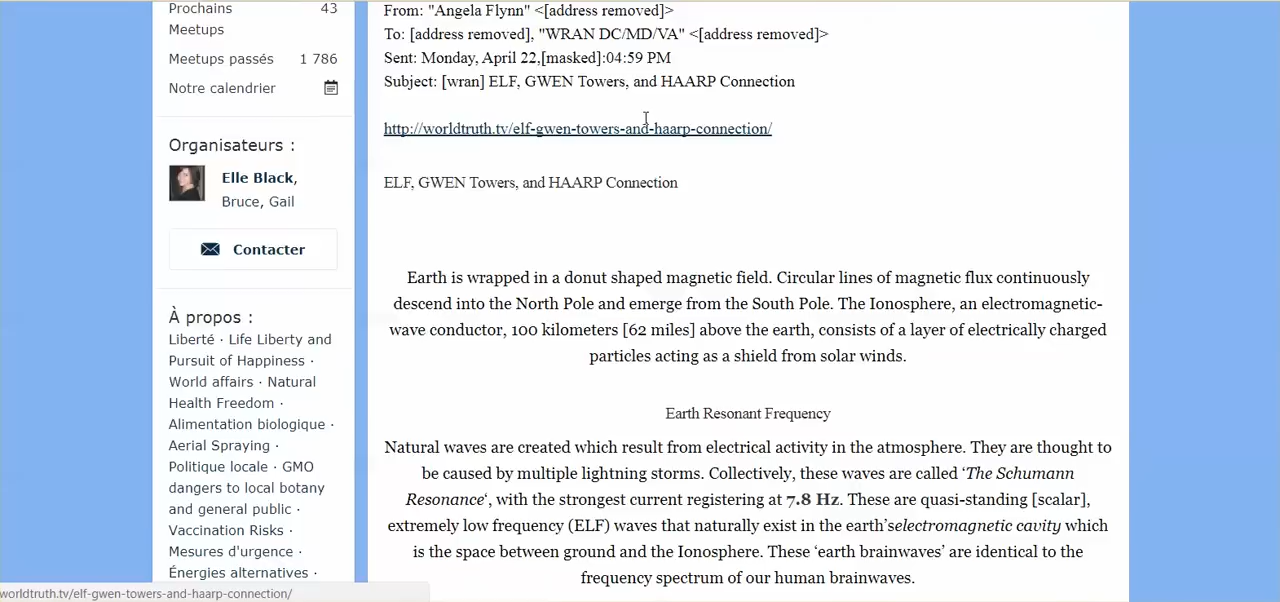 Prochains 43
Meetups
Meetups passés 1 786
Notre calendrier
Organisateurs :
Elle Black,
Bruce, Gail
Contacter
À propos :
Liberté · Life Liberty and
Pursuit of Happiness ·
World affairs · Natural
Health Freedom ·
Alimentation biologique ·
Aerial Spraying ·
Politique locale · GMO
dangers to local botany
and general public ·
Vaccination Risks ·
Mesures d'urgence ·
Énergies alternatives ·
From: "Angela Flynn" <[address removed]>
To: [address removed], "WRAN DC/MD/VA" <[address removed]>
Sent: Monday, April 22,[masked]:04:59 PM
Subject: [wran] ELF, GWEN Towers, and HAARP Connection
http://worldtruth.tv/elf-gwen-towers-and-haarp-connection/
ELF, GWEN Towers, and HAARP Connection
Earth is wrapped in a donut shaped magnetic field. Circular lines of magnetic flux continuously
descend into the North Pole and emerge from the South Pole. The Ionosphere, an electromagnetic-
wave conductor, 100 kilometers [62 miles] above the earth, consists of a layer of electrically charged
particles acting as a shield from solar winds.
Earth Resonant Frequency
Natural waves are created which result from electrical activity in the atmosphere. They are thought to
be caused by multiple lightning storms. Collectively, these waves are called ‘The Schumann
Resonance‘, with the strongest current registering at 7.8 Hz. These are quasi-standing [scalar],
extremely low frequency (ELF) waves that naturally exist in the earth’selectromagnetic cavity which
is the space between ground and the Ionosphere. These ‘earth brainwaves’ are identical to the
frequency spectrum of our human brainwaves.
worldtruth.tv/elf-gwen-towers-and-haarp-connection/